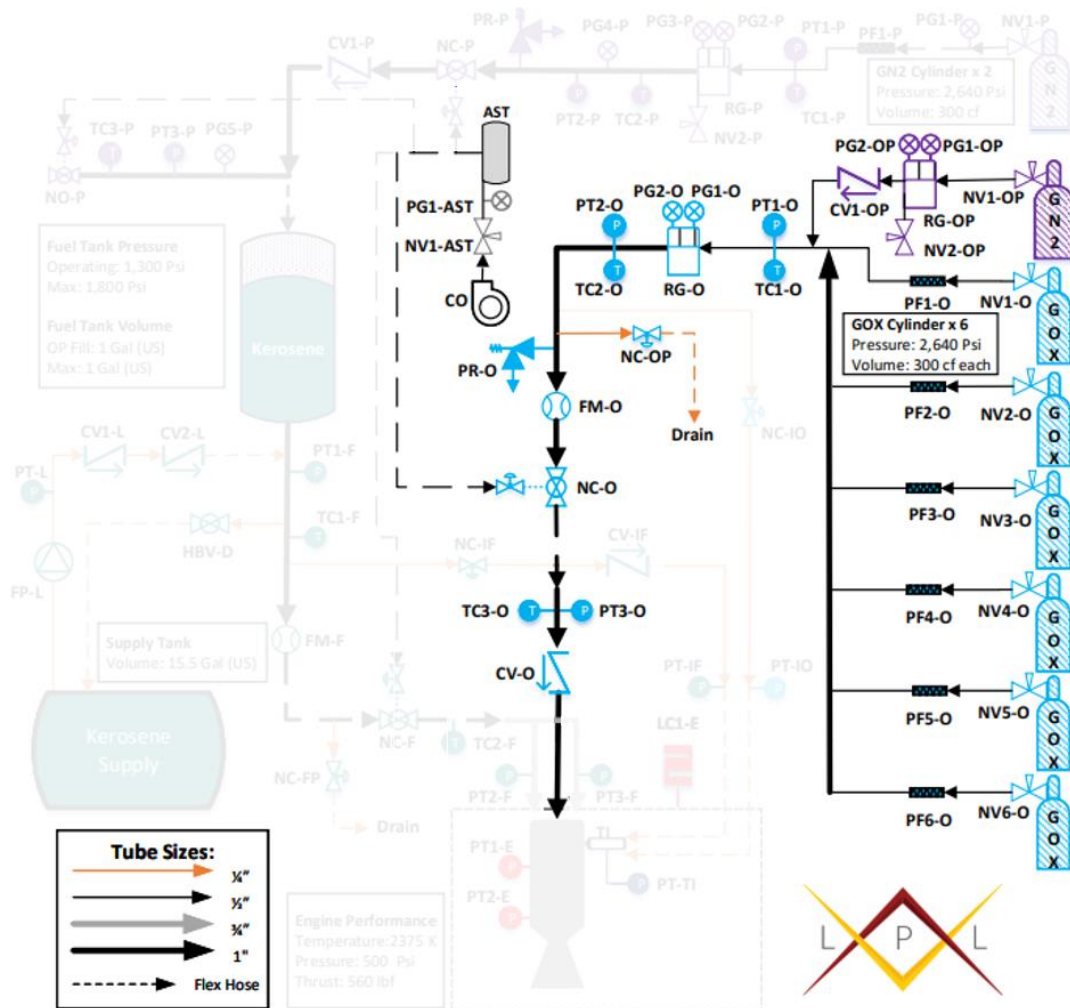 PR-P
PG4-P
PG3-P
PG2-P
PT1-P
PF1-P
PG1-P
NV1-P
CV1-P
NC-P
GN2 Cylinder x 2
Pressure: 2,640 Psi
Volume: 300 cf
G N 2
PT2-P
TC2-P
RG-P
NV2-P
TC1-P
TC3-P
PT3-P
PG5-P
NO-P
AST
PG1-AST
NV1-AST
CO
PG2-OP
PG1-OP
CV1-OP
RG-OP
NV1-OP
NV2-OP
G N 2
PT2-O
PG2-O
PG1-O
PT1-O
TC2-O
RG-O
TC1-O
Fuel Tank Pressure
Operating: 1,300 Psi
Max: 1,800 Psi
Fuel Tank Volume
OP Fill: 1 Gal (US)
Max: 1 Gal (US)
Kerosene
PF1-O
NV1-O
G O X
GOX Cylinder x 6
Pressure: 2,640 Psi
Volume: 300 cf each
PR-O
NC-OP
FM-O
Drain
NC-IO
PF2-O
NV2-O
G O X
CV1-L
CV2-L
PT-L
PT1-F
TC1-F
HBV-D
FP-L
NC-O
PF3-O
NV3-O
G O X
NC-IF
CV-IF
TC3-O
PT3-O
PF4-O
NV4-O
G O X
Supply Tank
Volume: 15.5 Gal (US)
FM-F
CV-O
PT-IF
PT-IO
PF5-O
NV5-O
G O X
Kerosene
Supply
NC-F
TC2-F
LC1-E
NC-FP
PT2-F
PT3-F
Drain
PF6-O
NV6-O
G O X
PT1-E
TI
PT2-E
PT-TI
Tube Sizes:
¼"
½"
¾"
1"
Flex Hose
Engine Performance
Temperature:2375 K
Pressure: 500 Psi
Thrust: 560 lbf
L P L